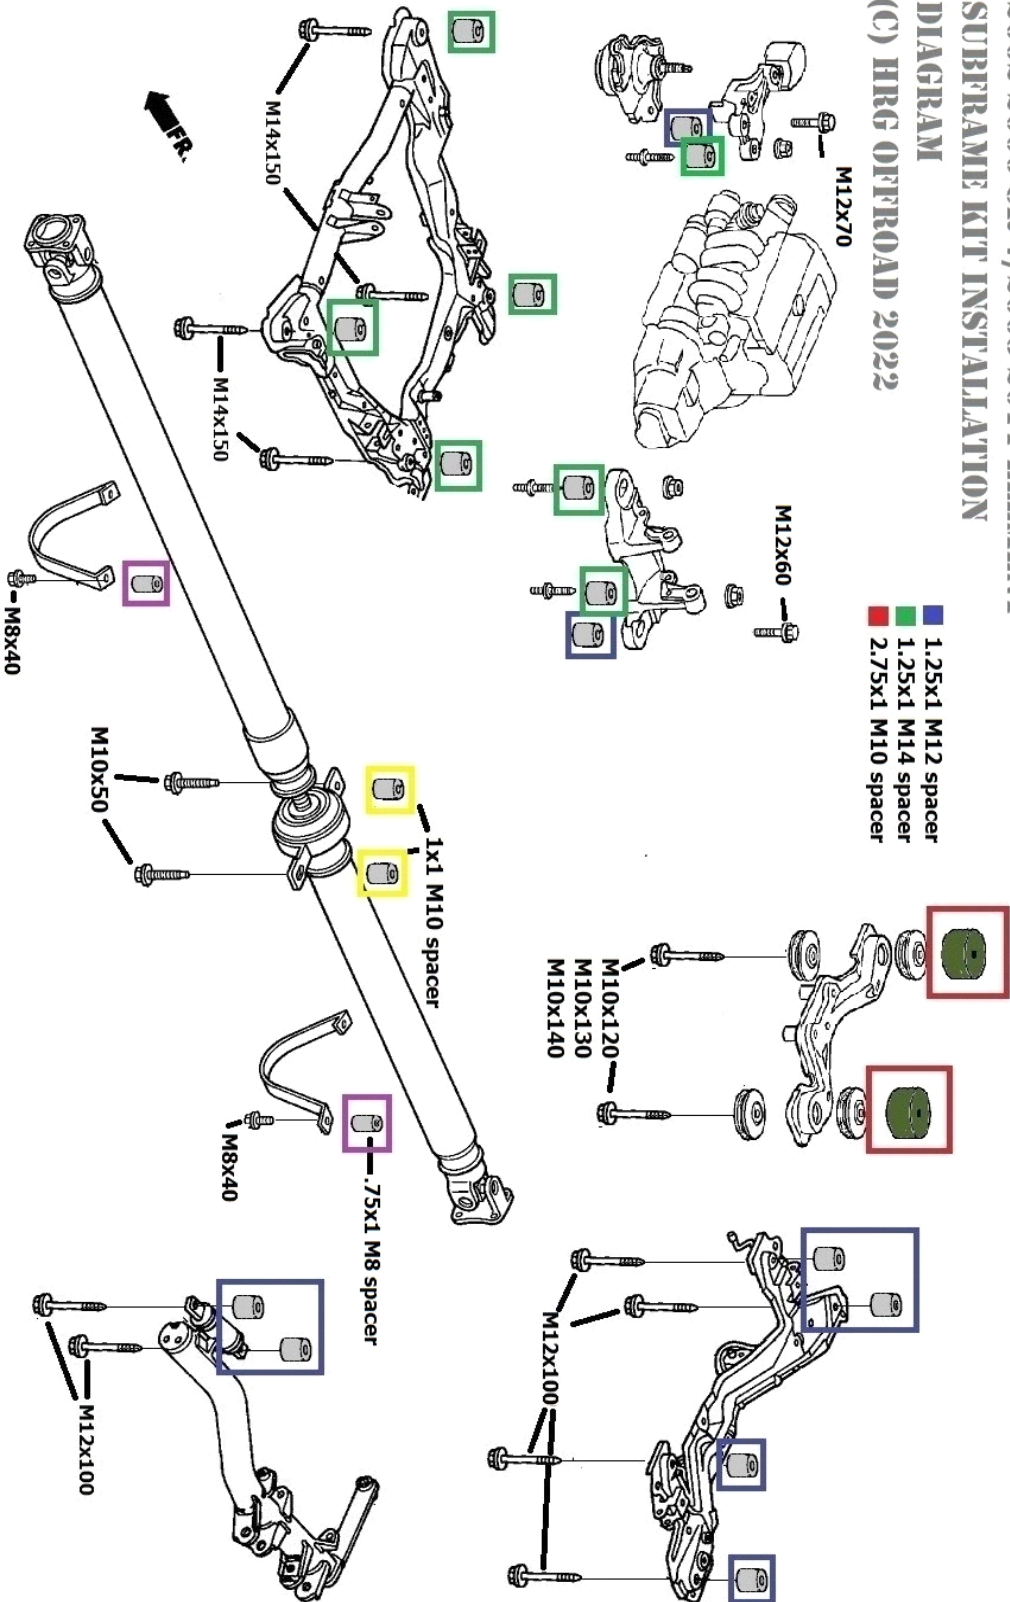 SUBFRAME KIT INSTALLATION
DIAGRAM
(C) HRG OFFROAD 2022
1.25x1 M12 spacer
1.25x1 M14 spacer
2.75x1 M10 spacer
M12x70
M12x60
M14x150
FR.
M14x150
M10x120
M10x130
M10x140
1x1 M10 spacer
M10x50
M8x40
M12x100
.75x1 M8 spacer
M8x40
M12x100